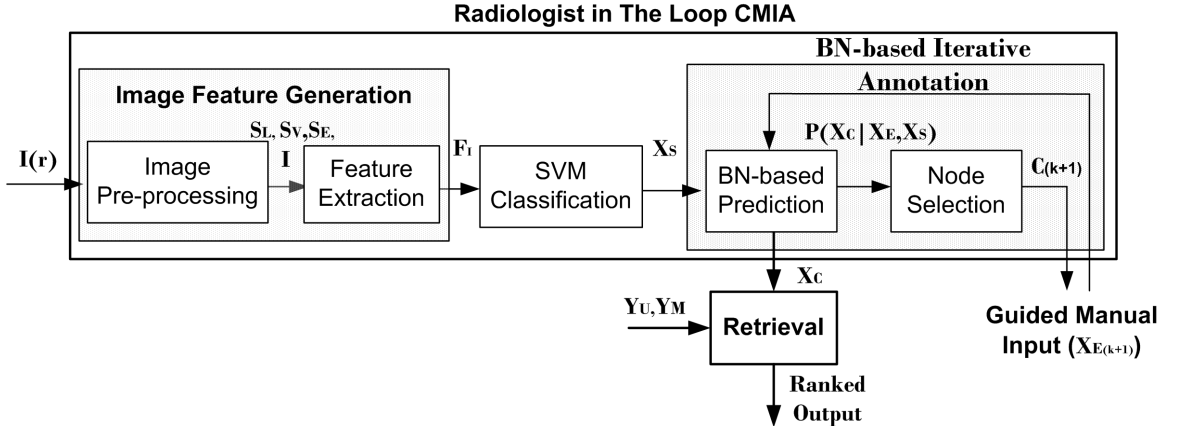 Radiologist in The Loop CMIA
BN-based Iterative
Annotation
Image Feature Generation
SL, SV,SE,
I
P(XC|XE,XS)
I(r)
Image
Pre-processing
Feature
Extraction
FI
SVM
Classification
XS
BN-based
Prediction
Node
Selection
C(k+1)
XC
YU,YM
Retrieval
Guided Manual
Input (XE(k+1))
Ranked
Output